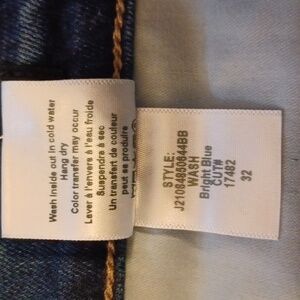 Wash inside out in cold water
Hang dry
Color transfer may occur
Laver à l'envers à l'eau froide
Suspendre à sec
Un transfert de couleur
peut se produire
STYLE:
J2108485064ABB
WASH
Bright Blue
CUT#
17482
32